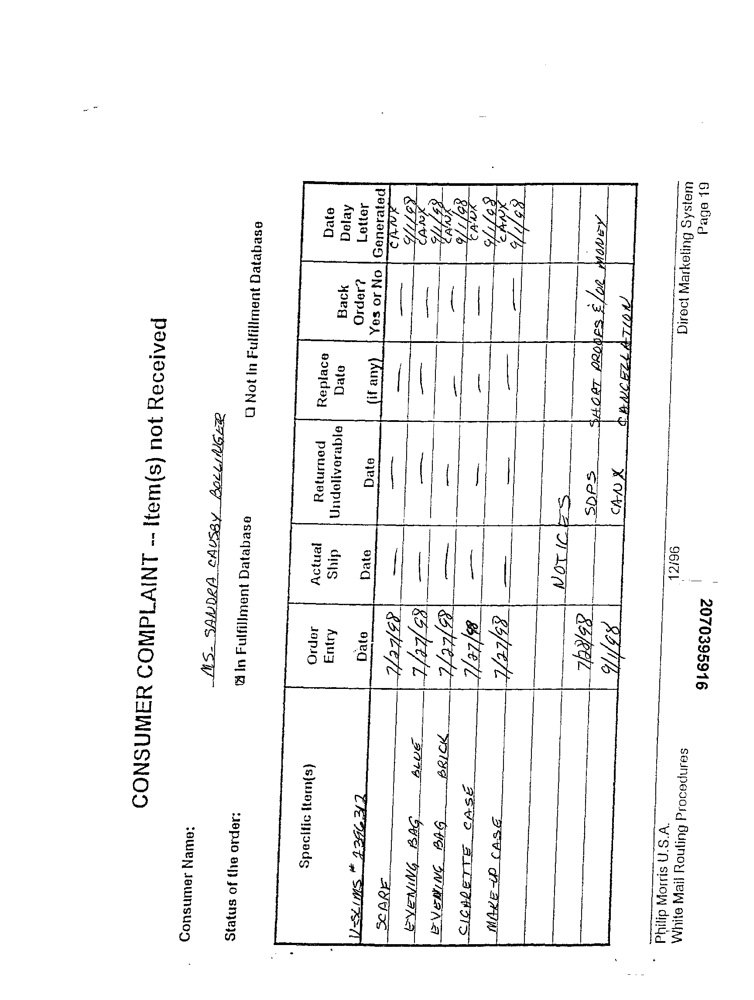 CONSUMER COMPLAINT -- Item(s) not Received
Consumer Name: MS. SANDRA CAUSBY BOLLINGER
Status of the order: ☒ In Fulfillment Database ☐ Not In Fulfillment Database
Specific Item(s) Order Entry Date Actual Ship Date Returned Undeliverable Date Replace Date (if any) Back Order? Yes or No Date Delay Letter Generated
V-SLIMS # 2396312
SCARF 7/27/98 — — — — CANX 9/1/98
EVENING BAG BLUE 7/27/98 — — — — CANX 9/1/98
EVENING BAG BRICK 7/27/98 — — — — CANX 9/1/98
CIGARETTE CASE 7/27/98 — — — — CANX 9/1/98
MAKE-UP CASE 7/27/98 — — — — CANX 9/1/98
NOTICES
7/28/98 SDPS SHORT PROOFS &/OR MONEY
9/1/98 CANX CANCELLATION
Philip Morris U.S.A. 12/96 Direct Marketing System
White Mail Routing Procedures Page 19
2070395916